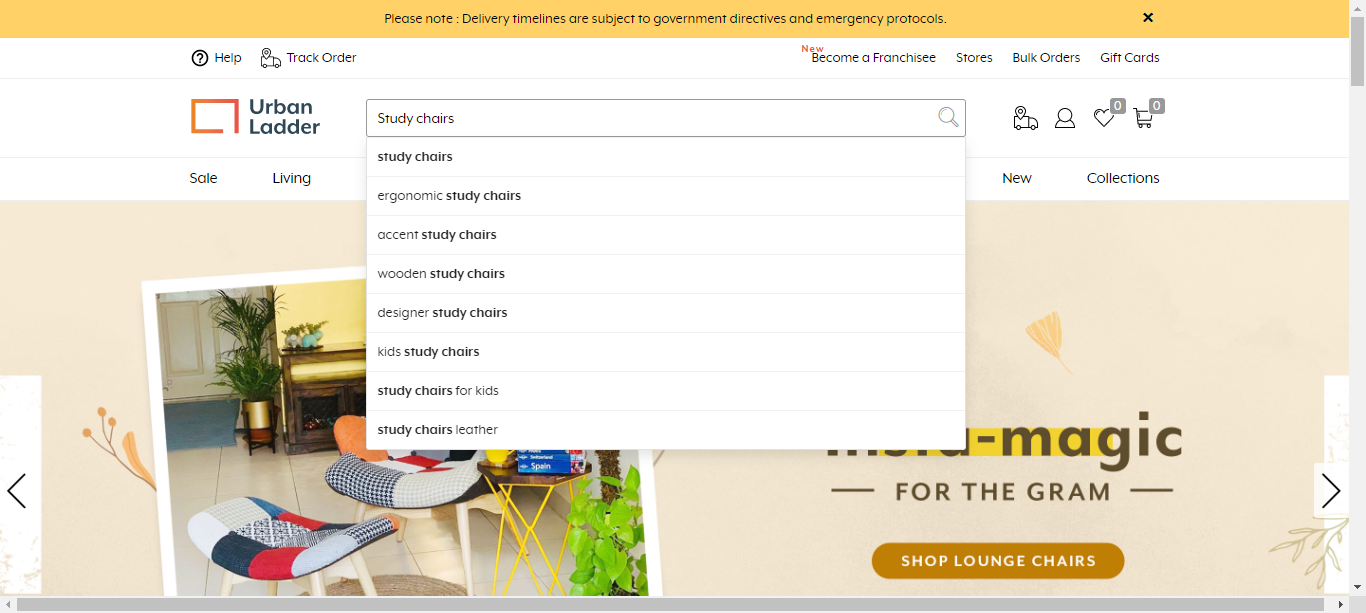 Please note : Delivery timelines are subject to government directives and emergency protocols.
Help Track Order New Become a Franchisee Stores Bulk Orders Gift Cards
Urban
Ladder
Study chairs
0 0
Sale Living New Collections
study chairs
ergonomic study chairs
accent study chairs
wooden study chairs
designer study chairs
kids study chairs
study chairs for kids
study chairs leather
insta-magic
Switzerland
Spain
FOR THE GRAM
SHOP LOUNGE CHAIRS